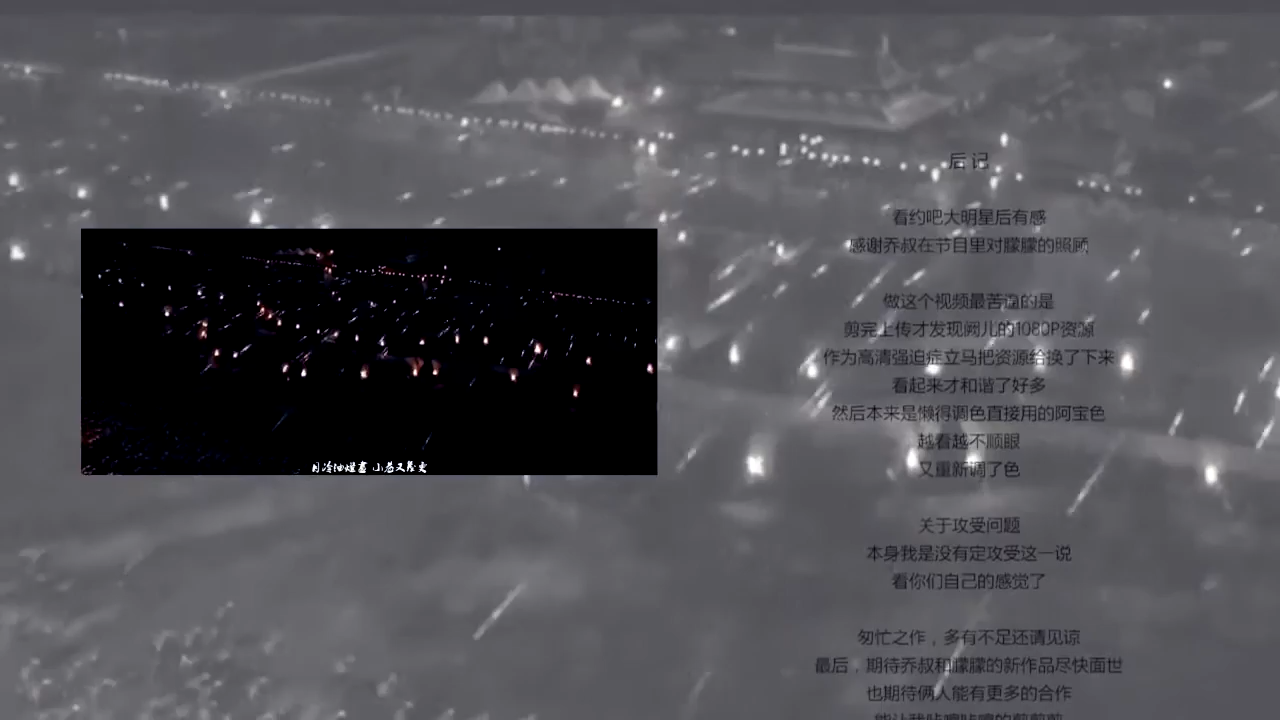 后记
看约吧大明星后有感
感谢乔叔在节目里对朦朦的照顾
做这个视频最苦逼的是
剪完上传才发现阙儿的1080P资源
作为高清强迫症立马把资源给换了下来
看起来才和谐了好多
然后本来是懒得调色直接用的阿宝色
越看越不顺眼
又重新调了色
关于攻受问题
本身我是没有定攻受这一说
看你们自己的感觉了
匆忙之作，多有不足还请见谅
最后，期待乔叔和朦朦的新作品尽快面世
也期待俩人能有更多的合作